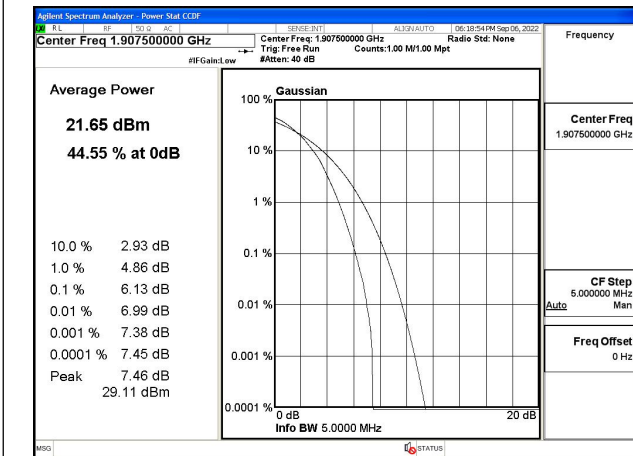 Agilent Spectrum Analyzer - Power Stat CCDF
RL RF 50 Ω AC SENSE:INT ALIGN AUTO 06:18:54 PM Sep 06, 2022
Center Freq 1.907500000 GHz
Center Freq: 1.907500000 GHz Radio Std: None
Trig: Free Run Counts:1.00 M/1.00 Mpt
#IFGain:Low #Atten: 40 dB
Frequency
Average Power
21.65 dBm
44.55 % at 0dB
10.0 % 2.93 dB
1.0 % 4.86 dB
0.1 % 6.13 dB
0.01 % 6.99 dB
0.001 % 7.38 dB
0.0001 % 7.45 dB
Peak 7.46 dB
29.11 dBm
Gaussian
100 %
10 %
1 %
0.1 %
0.01 %
0.001 %
0.0001 %
0 dB 20 dB
Info BW 5.0000 MHz
Center Freq
1.907500000 GHz
CF Step
5.000000 MHz
Auto Man
Freq Offset
0 Hz
MSG STATUS